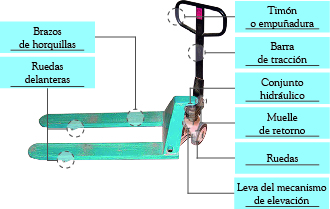 Brazos
de horquillas
Ruedas
delanteras
Timón
o empuñadura
Barra
de tracción
Conjunto
hidráulico
Muelle
de retorno
Ruedas
Leva del mecanismo
de elevación